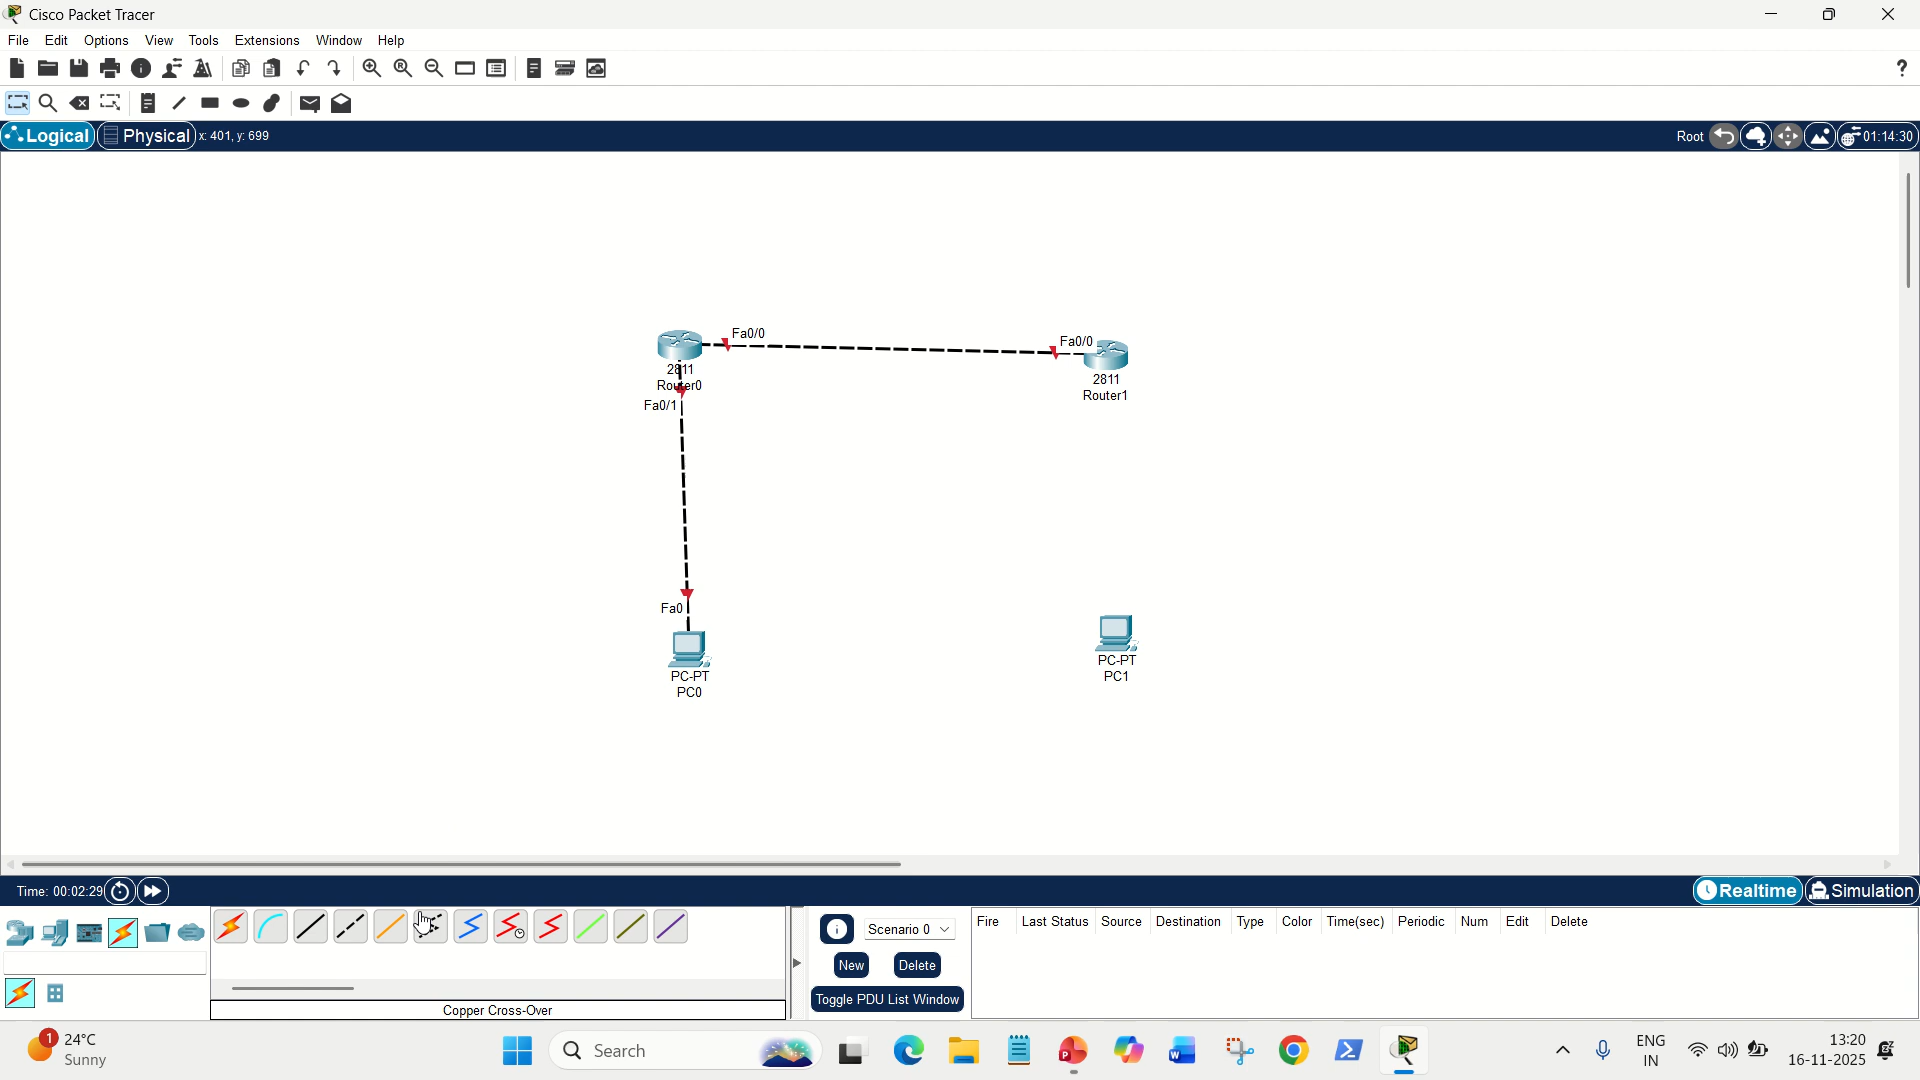 Cisco Packet Tracer
File Edit Options View Tools Extensions Window Help
Logical Physical x: 401, y: 699 Root 01:14:30
Fa0/0
Fa0/0
2811
Router0
2811
Router1
Fa0/1
Fa0
PC-PT
PC0
PC-PT
PC1
Time: 00:02:29 Realtime Simulation
Scenario 0
New Delete
Toggle PDU List Window
Fire Last Status Source Destination Type Color Time(sec) Periodic Num Edit Delete
Copper Cross-Over
1
24°C
Sunny
Search
ENG
IN
13:20
16-11-2025